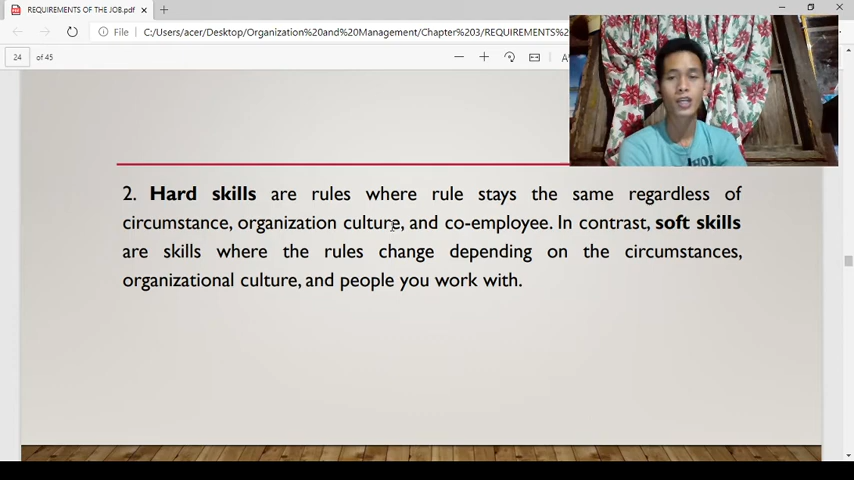 REQUIREMENTS OF THE JOB.pdf
File
C:/Users/acer/Desktop/Organization%20and%20Management/Chapter%203/REQUIREMENTS%2
24 of 45
2. Hard skills are rules where rule stays the same regardless of
circumstance, organization culture, and co-employee. In contrast, soft skills
are skills where the rules change depending on the circumstances,
organizational culture, and people you work with.